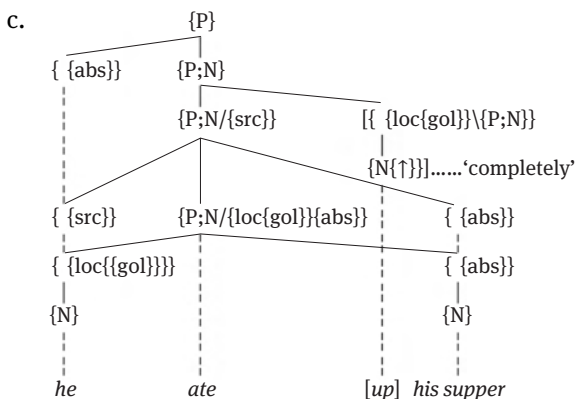 c.
{P}
{ {abs}} {P;N}
{P;N/{src}} [{ {loc{gol}}\{P;N}}
{N{↑}}]......‘completely’
{ {src}} {P;N/{loc{gol}}{abs}} { {abs}}
{ {loc{{gol}}}} { {abs}}
{N} {N}
he ate [up] his supper